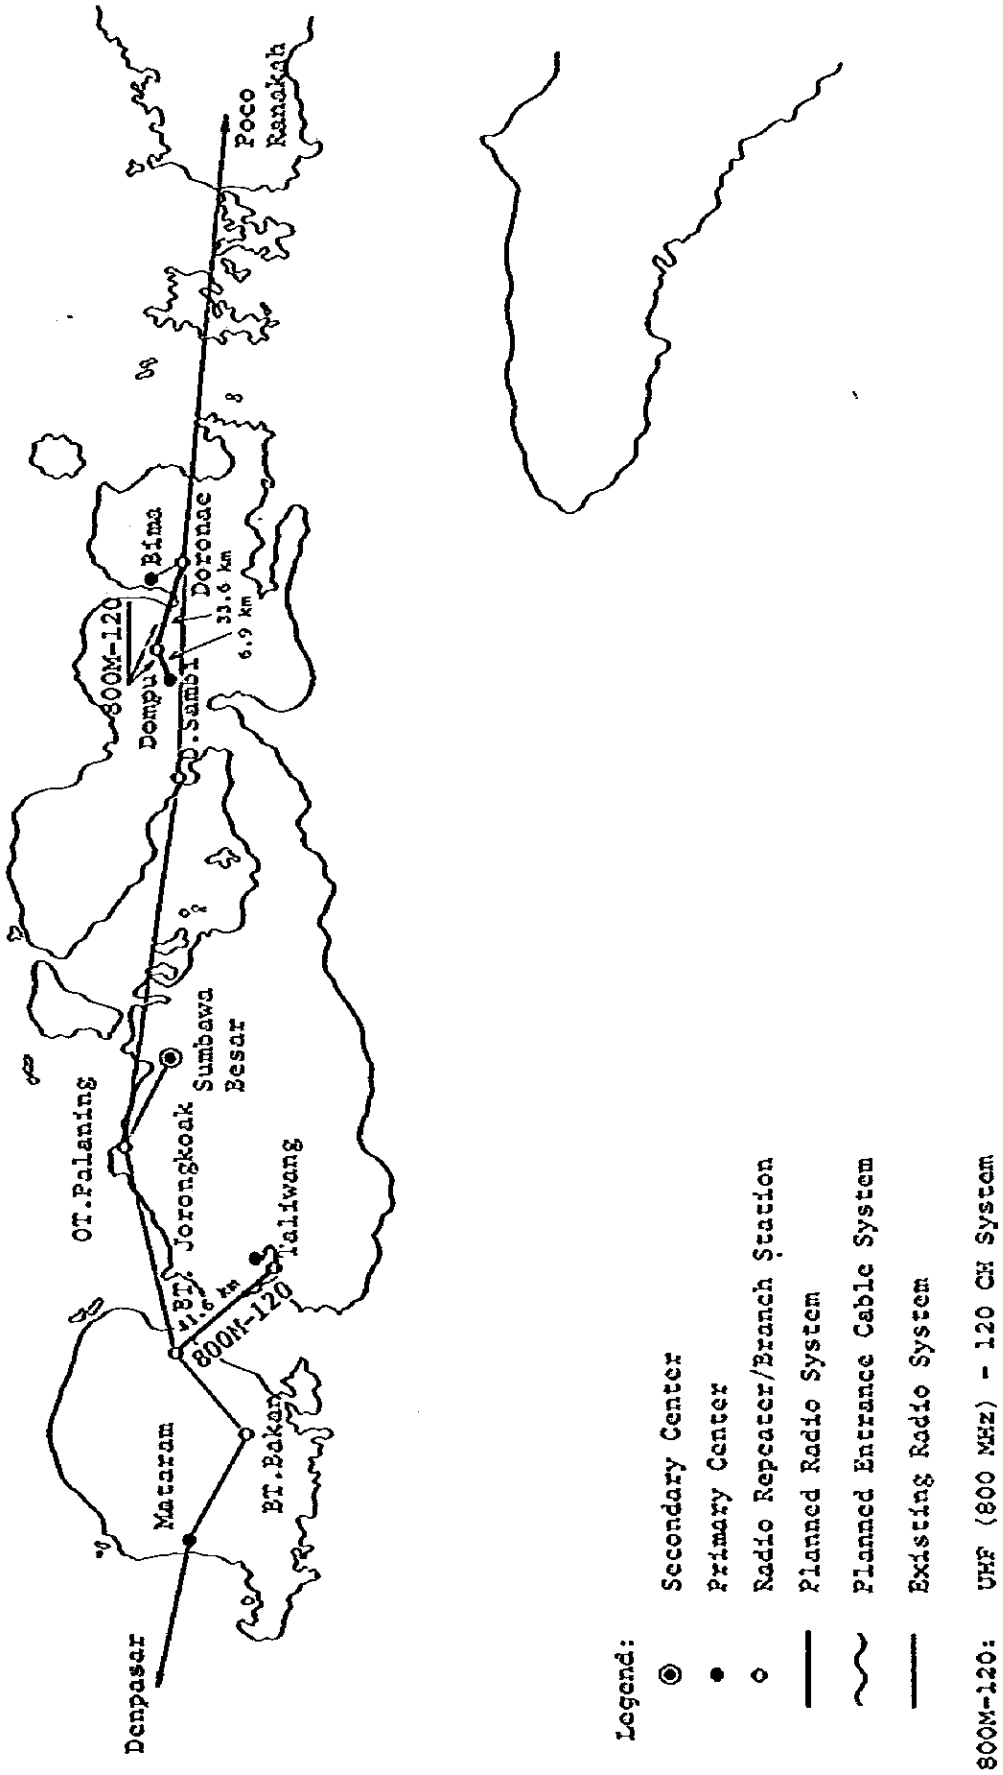 Denpasar
Mataram
BT.Bakan
BT. Jorongkoak
41.6 km
800M-120
Taliwang
OT.Palaning
Sumbawa
Besar
D.Sambi
Dompu
800M-120
Bima
Doronae
33.6 km
6.9 km
Poco
Ranakah
Legend:
Secondary Center
Primary Center
Radio Repeater/Branch Station
Planned Radio System
Planned Entrance Cable System
Existing Radio System
800M-120: UHF (800 MHz) - 120 CH System